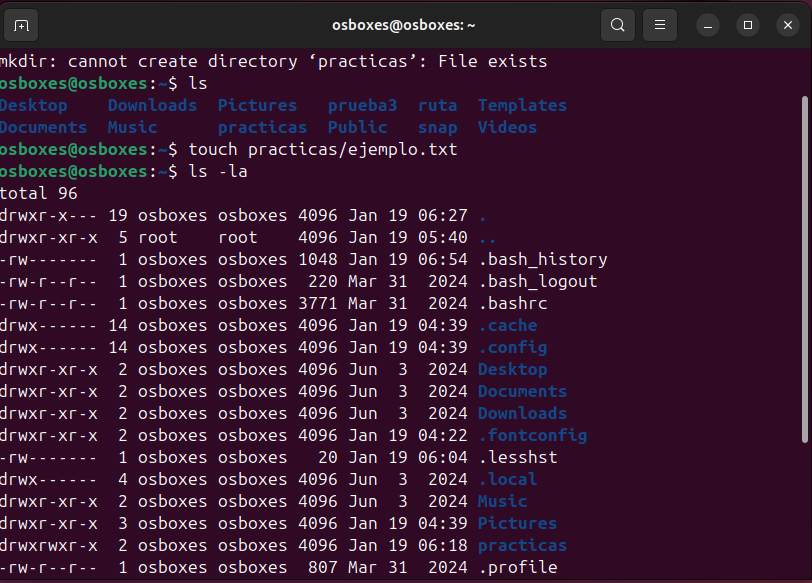 osboxes@osboxes: ~
mkdir: cannot create directory ‘practicas’: File exists
osboxes@osboxes:~$ ls
Desktop    Downloads  Pictures   prueba3  ruta  Templates
Documents  Music      practicas  Public   snap  Videos
osboxes@osboxes:~$ touch practicas/ejemplo.txt
osboxes@osboxes:~$ ls -la
total 96
drwxr-x--- 19 osboxes osboxes 4096 Jan 19 06:27 .
drwxr-xr-x  5 root    root    4096 Jan 19 05:40 ..
-rw-------  1 osboxes osboxes 1048 Jan 19 06:54 .bash_history
-rw-r--r--  1 osboxes osboxes  220 Mar 31  2024 .bash_logout
-rw-r--r--  1 osboxes osboxes 3771 Mar 31  2024 .bashrc
drwx------ 14 osboxes osboxes 4096 Jan 19 04:39 .cache
drwx------ 14 osboxes osboxes 4096 Jan 19 04:39 .config
drwxr-xr-x  2 osboxes osboxes 4096 Jun  3  2024 Desktop
drwxr-xr-x  2 osboxes osboxes 4096 Jun  3  2024 Documents
drwxr-xr-x  2 osboxes osboxes 4096 Jun  3  2024 Downloads
drwxr-xr-x  2 osboxes osboxes 4096 Jan 19 04:22 .fontconfig
-rw-------  1 osboxes osboxes   20 Jan 19 06:04 .lesshst
drwx------  4 osboxes osboxes 4096 Jun  3  2024 .local
drwxr-xr-x  2 osboxes osboxes 4096 Jun  3  2024 Music
drwxr-xr-x  3 osboxes osboxes 4096 Jan 19 04:39 Pictures
drwxrwxr-x  2 osboxes osboxes 4096 Jan 19 06:18 practicas
-rw-r--r--  1 osboxes osboxes  807 Mar 31  2024 .profile